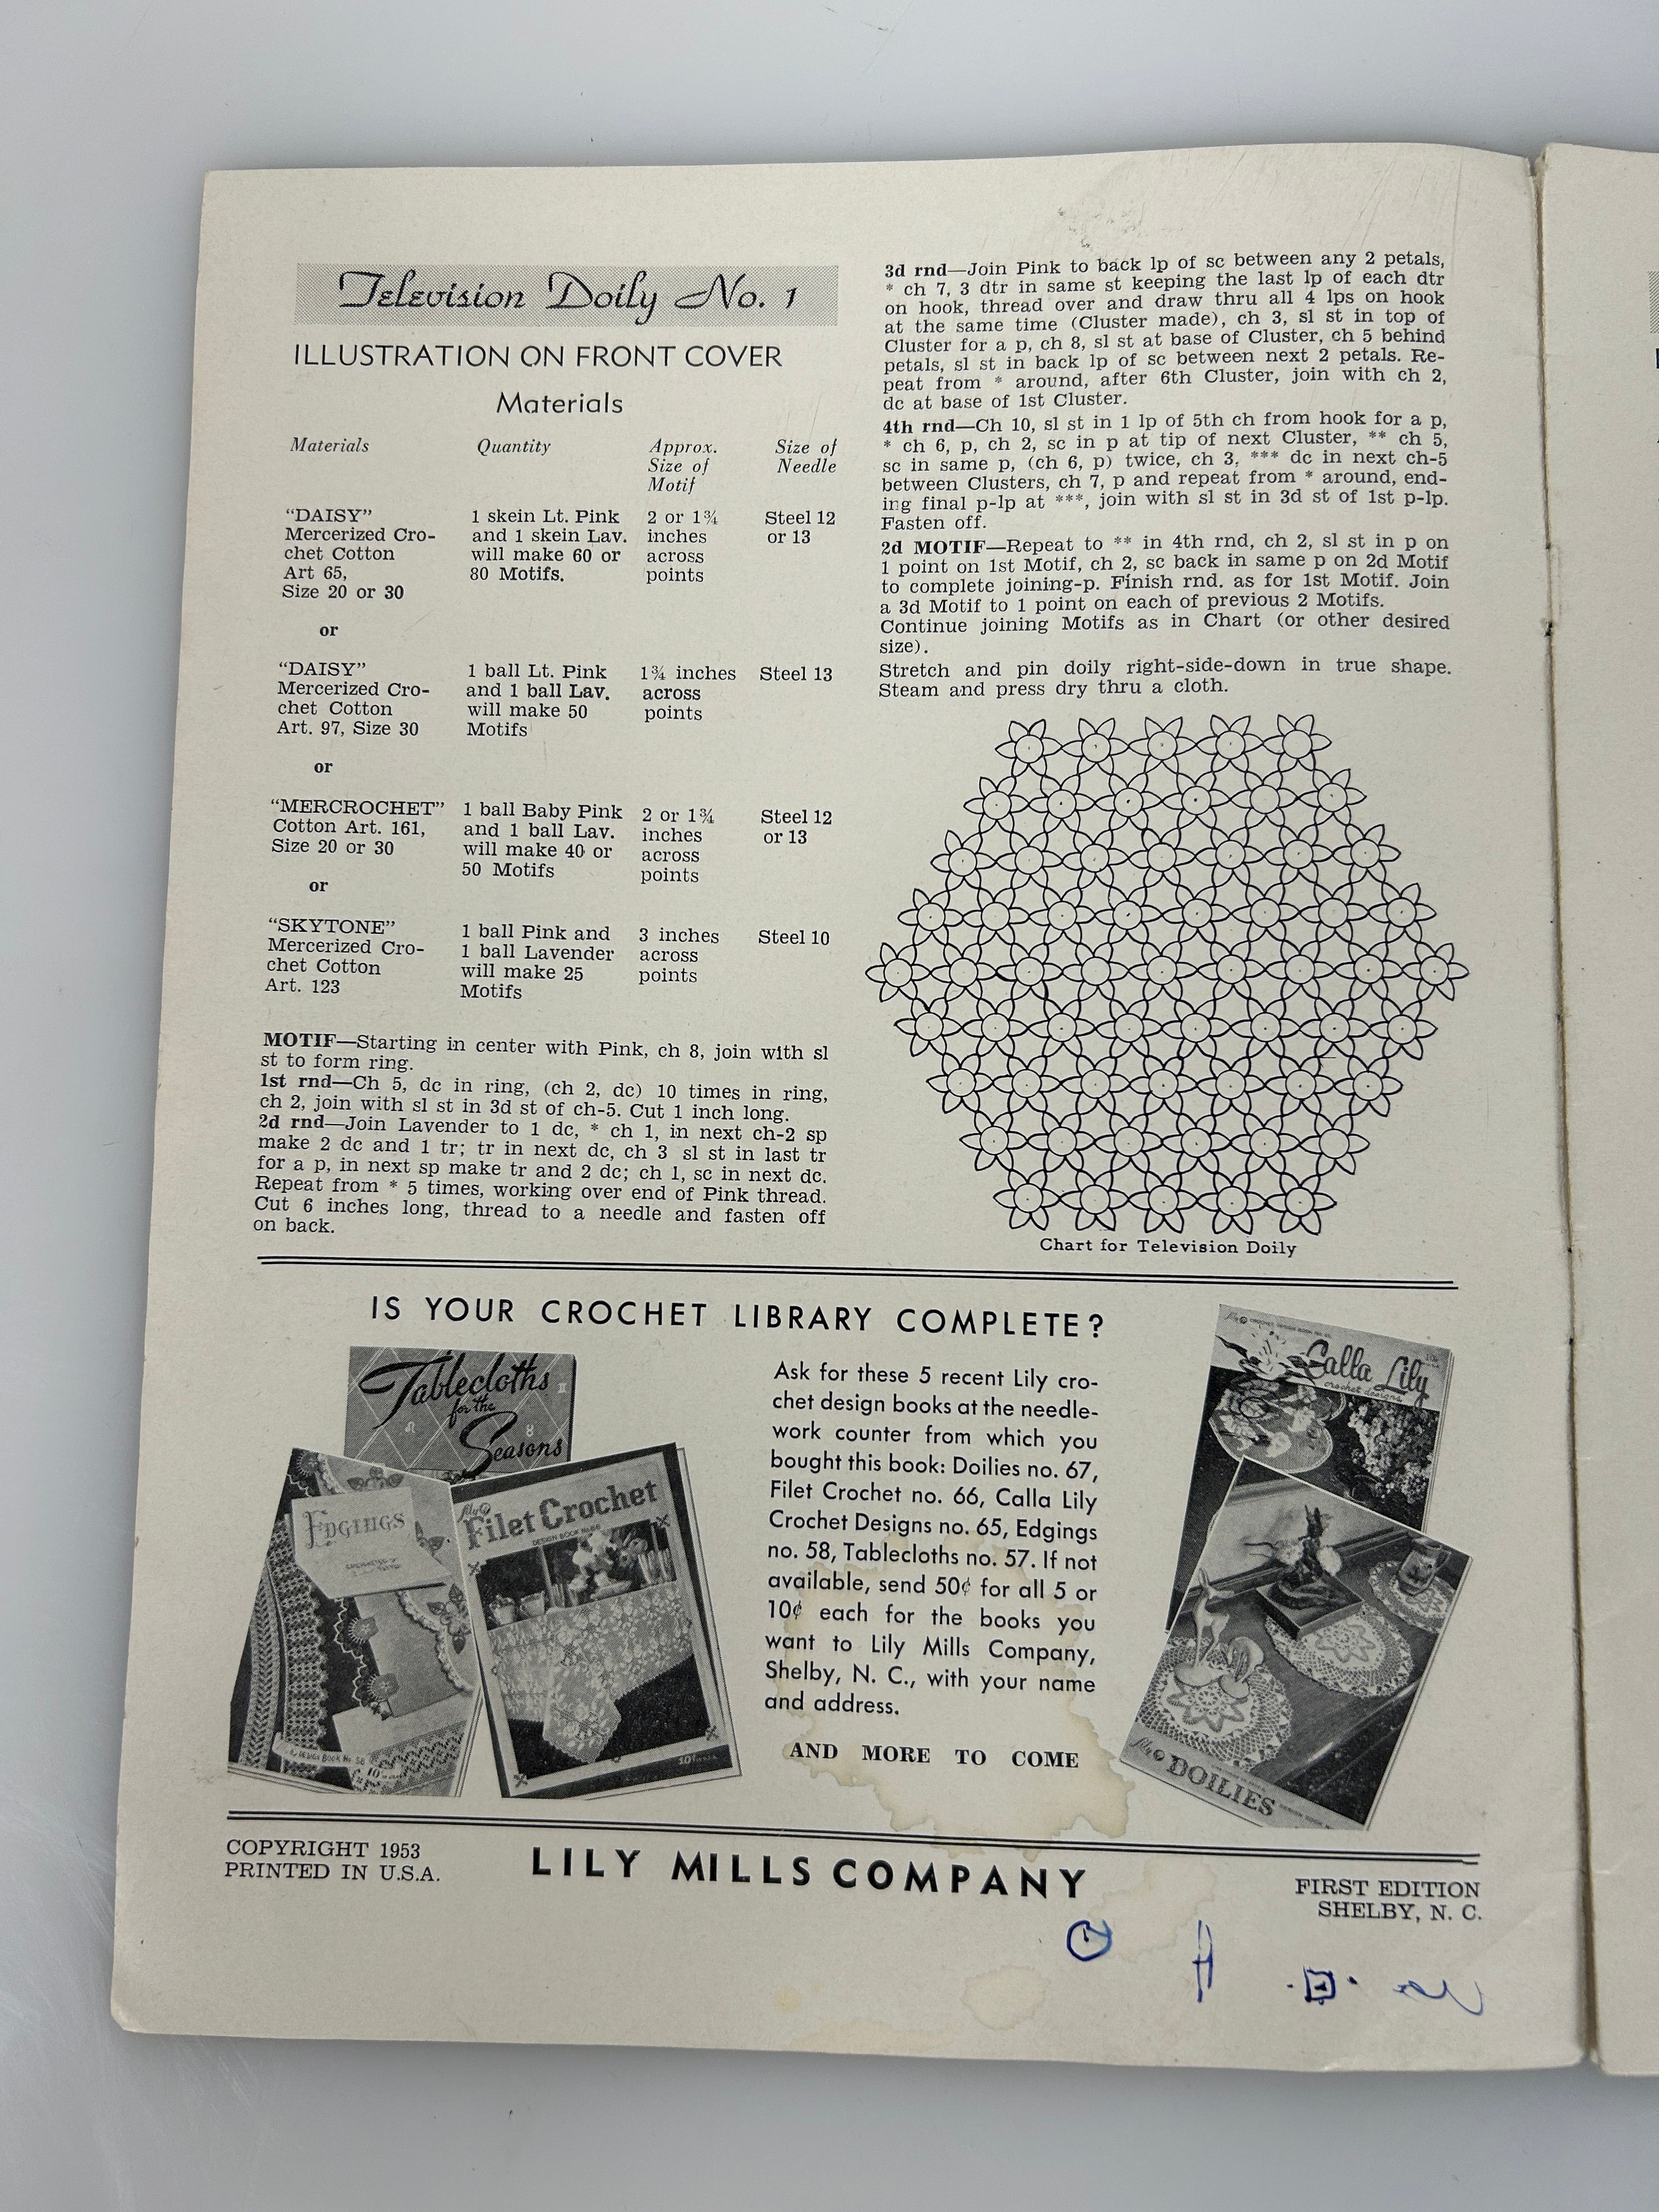 Television Doily No. 1
ILLUSTRATION ON FRONT COVER
Materials
Materials Quantity Approx. Size of Motif Size of Needle
"DAISY" 1 skein Lt. Pink 2 or 1¾ Steel 12
Mercerized Cro- and 1 skein Lav. inches or 13
chet Cotton will make 60 or across
Art 65, 80 Motifs. points
Size 20 or 30
or
"DAISY" 1 ball Lt. Pink 1¾ inches Steel 13
Mercerized Cro- and 1 ball Lav. across
chet Cotton will make 50 points
Art. 97, Size 30 Motifs
or
"MERCROCHET" 1 ball Baby Pink 2 or 1¾ Steel 12
Cotton Art. 161, and 1 ball Lav. inches or 13
Size 20 or 30 will make 40 or across
50 Motifs points
or
"SKYTONE" 1 ball Pink and 3 inches Steel 10
Mercerized Cro- 1 ball Lavender across
chet Cotton will make 25 points
Art. 123 Motifs
MOTIF—Starting in center with Pink, ch 8, join with sl
st to form ring.
1st rnd—Ch 5, dc in ring, (ch 2, dc) 10 times in ring,
ch 2, join with sl st in 3d st of ch-5. Cut 1 inch long.
2d rnd—Join Lavender to 1 dc, * ch 1, in next ch-2 sp
make 2 dc and 1 tr; tr in next dc, ch 3 sl st in last tr
for a p, in next sp make tr and 2 dc; ch 1, sc in next dc.
Repeat from * 5 times, working over end of Pink thread.
Cut 6 inches long, thread to a needle and fasten off
on back.
3d rnd—Join Pink to back lp of sc between any 2 petals,
* ch 7, 3 dtr in same st keeping the last lp of each dtr
on hook, thread over and draw thru all 4 lps on hook
at the same time (Cluster made), ch 3, sl st in top of
Cluster for a p, ch 8, sl st at base of Cluster, ch 5 behind
petals, sl st in back lp of sc between next 2 petals. Re-
peat from * around, after 6th Cluster, join with ch 2,
dc at base of 1st Cluster.
4th rnd—Ch 10, sl st in 1 lp of 5th ch from hook for a p,
* ch 6, p, ch 2, sc in p at tip of next Cluster, ** ch 5,
sc in same p, (ch 6, p) twice, ch 3, *** dc in next ch-5
between Clusters, ch 7, p and repeat from * around, end-
ing final p-lp at ***, join with sl st in 3d st of 1st p-lp.
Fasten off.
2d MOTIF—Repeat to ** in 4th rnd, ch 2, sl st in p on
1 point on 1st Motif, ch 2, sc back in same p on 2d Motif
to complete joining-p. Finish rnd. as for 1st Motif. Join
a 3d Motif to 1 point on each of previous 2 Motifs.
Continue joining Motifs as in Chart (or other desired
size).
Stretch and pin doily right-side-down in true shape.
Steam and press dry thru a cloth.
Chart for Television Doily
IS YOUR CROCHET LIBRARY COMPLETE?
Tablecloths
for the
Seasons
EDGINGS
DESIGN BOOK No. 58
10¢
Lily
Filet Crochet
DESIGN BOOK No. 66
10¢
Ask for these 5 recent Lily cro-
chet design books at the needle-
work counter from which you
bought this book: Doilies no. 67,
Filet Crochet no. 66, Calla Lily
Crochet Designs no. 65, Edgings
no. 58, Tablecloths no. 57. If not
available, send 50¢ for all 5 or
10¢ each for the books you
want to Lily Mills Company,
Shelby, N. C., with your name
and address.
AND MORE TO COME
Calla Lily
crochet designs
Lily
DOILIES
COPYRIGHT 1953
PRINTED IN U.S.A.
LILY MILLS COMPANY
FIRST EDITION
SHELBY, N. C.